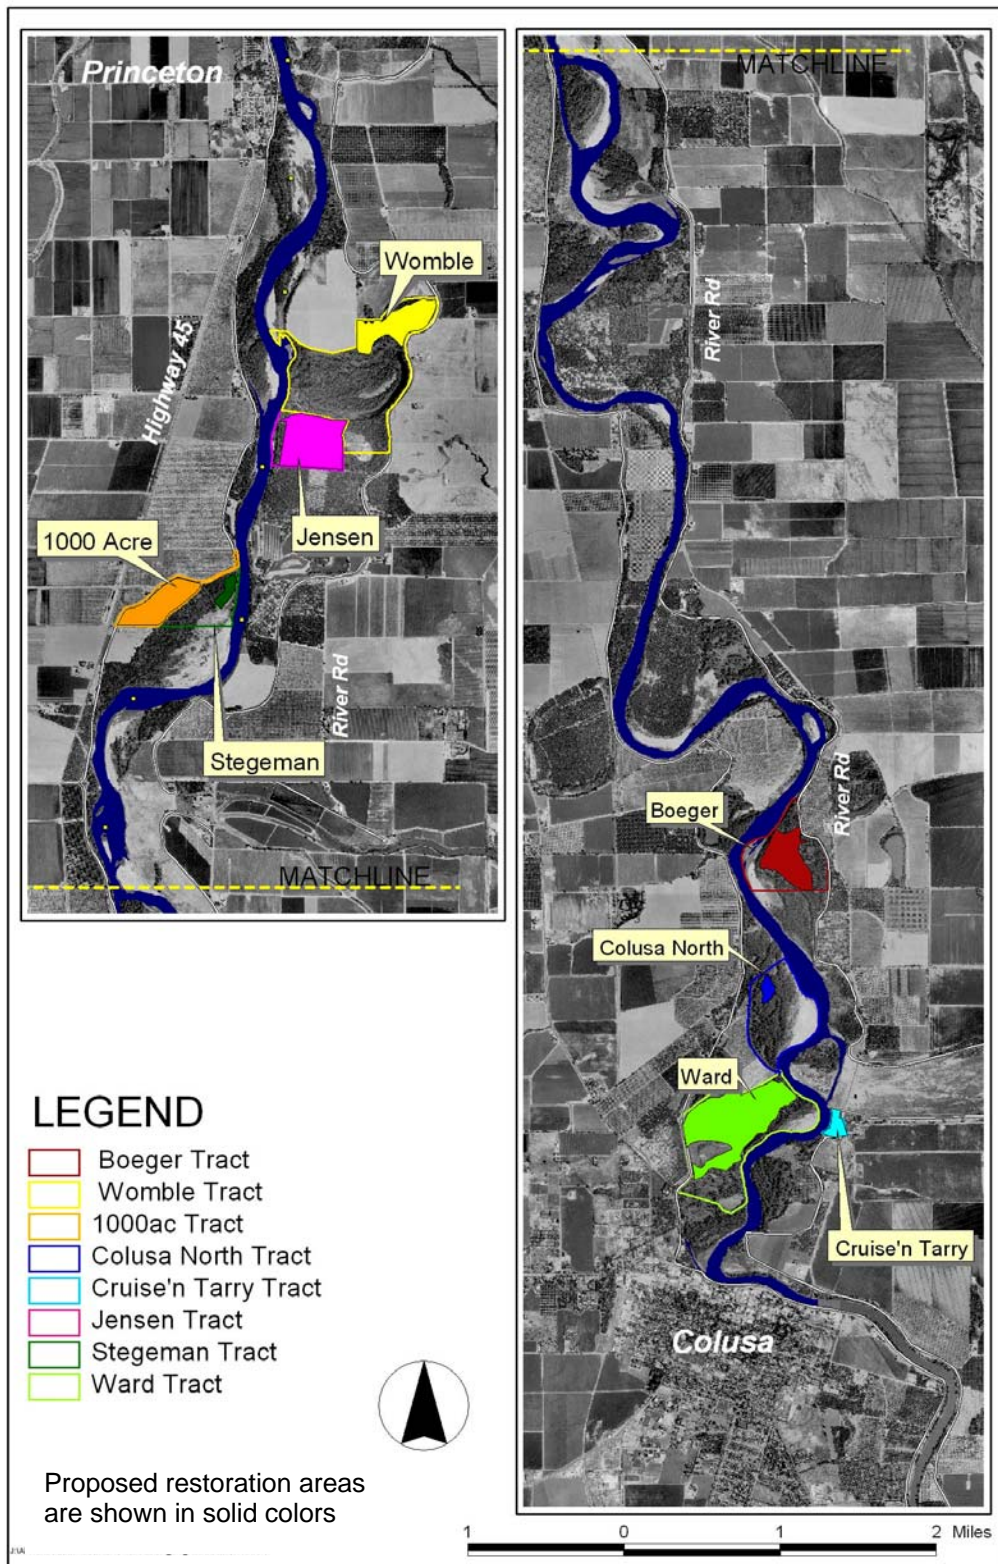 Princeton
Womble
Highway 45
Jensen
1000 Acre
River Rd
Stegeman
MATCHLINE
MATCHLINE
River Rd
River Rd
Boeger
Colusa North
Ward
Cruise'n Tarry
Colusa
LEGEND
Boeger Tract
Womble Tract
1000ac Tract
Colusa North Tract
Cruise'n Tarry Tract
Jensen Tract
Stegeman Tract
Ward Tract
Proposed restoration areas
are shown in solid colors
1 0 1 2 Miles